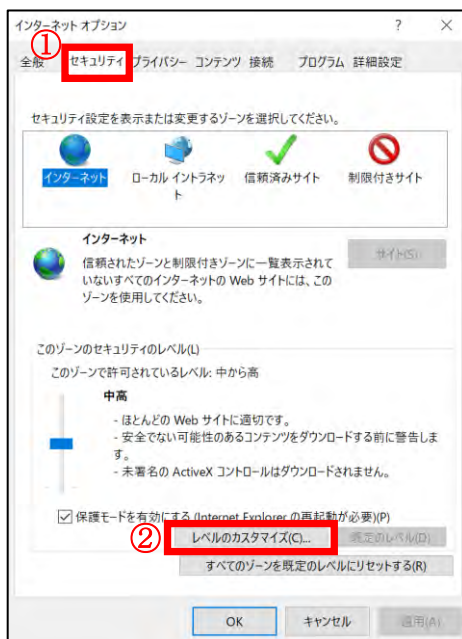 インターネット オプション ? ×
①
全般 セキュリティ プライバシー コンテンツ 接続 プログラム 詳細設定
セキュリティ設定を表示または変更するゾーンを選択してください。
インターネット ローカル イントラネット 信頼済みサイト 制限付きサイト
インターネット
サイト(S)
信頼されたゾーンと制限付きゾーンに一覧表示されて
いないすべてのインターネットの Web サイトには、この
ゾーンを使用してください。
このゾーンのセキュリティのレベル(L)
このゾーンで許可されているレベル: 中から高
中高
- ほとんどの Web サイトに適切です。
- 安全でない可能性のあるコンテンツをダウンロードする前に警告しま
す。
- 未署名の ActiveX コントロールはダウンロードされません。
保護モードを有効にする (Internet Explorer の再起動が必要)(P)
② レベルのカスタマイズ(C)... 既定のレベル(D)
すべてのゾーンを既定のレベルにリセットする(R)
OK キャンセル 適用(A)